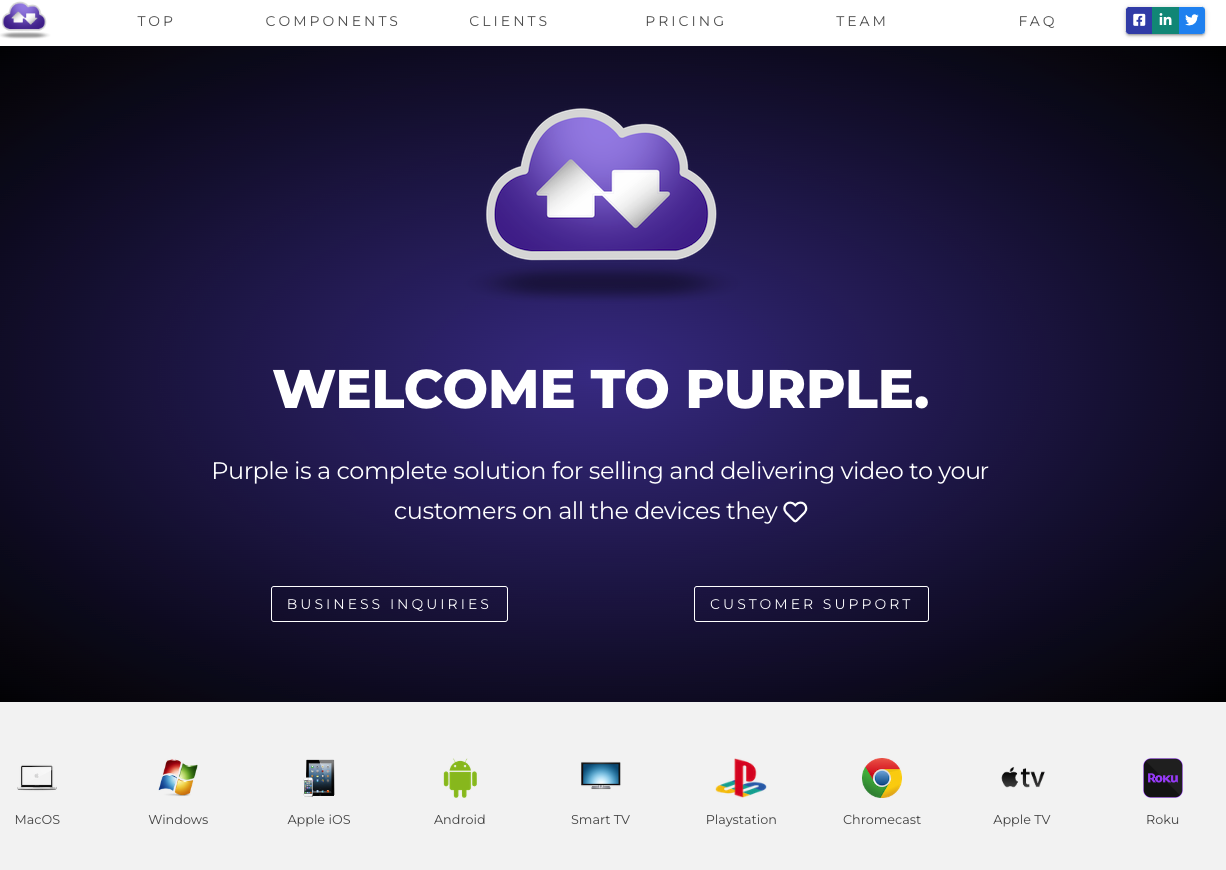 TOP COMPONENTS CLIENTS PRICING TEAM FAQ
WELCOME TO PURPLE.
Purple is a complete solution for selling and delivering video to your
customers on all the devices they
BUSINESS INQUIRIES CUSTOMER SUPPORT
tv ROKU
MacOS Windows Apple iOS Android Smart TV Playstation Chromecast Apple TV Roku